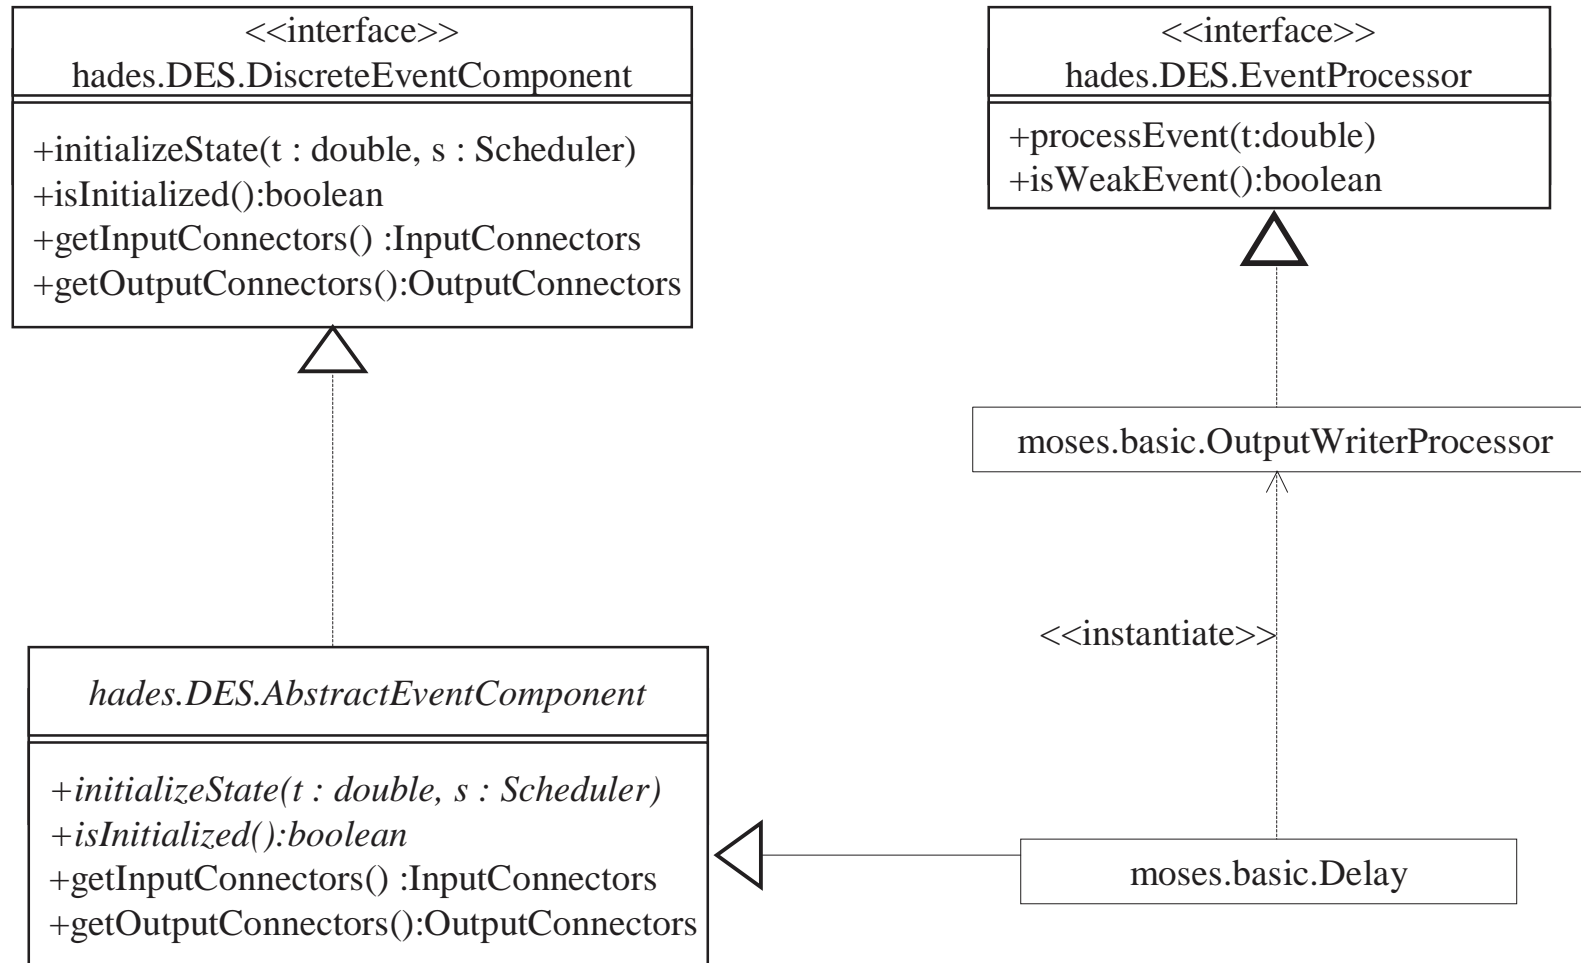 <<interface>>
hades.DES.DiscreteEventComponent
+initializeState(t : double, s : Scheduler)
+isInitialized():boolean
+getInputConnectors() :InputConnectors
+getOutputConnectors():OutputConnectors
<<interface>>
hades.DES.EventProcessor
+processEvent(t:double)
+isWeakEvent():boolean
moses.basic.OutputWriterProcessor
<<instantiate>>
hades.DES.AbstractEventComponent
+initializeState(t : double, s : Scheduler)
+isInitialized():boolean
+getInputConnectors() :InputConnectors
+getOutputConnectors():OutputConnectors
moses.basic.Delay